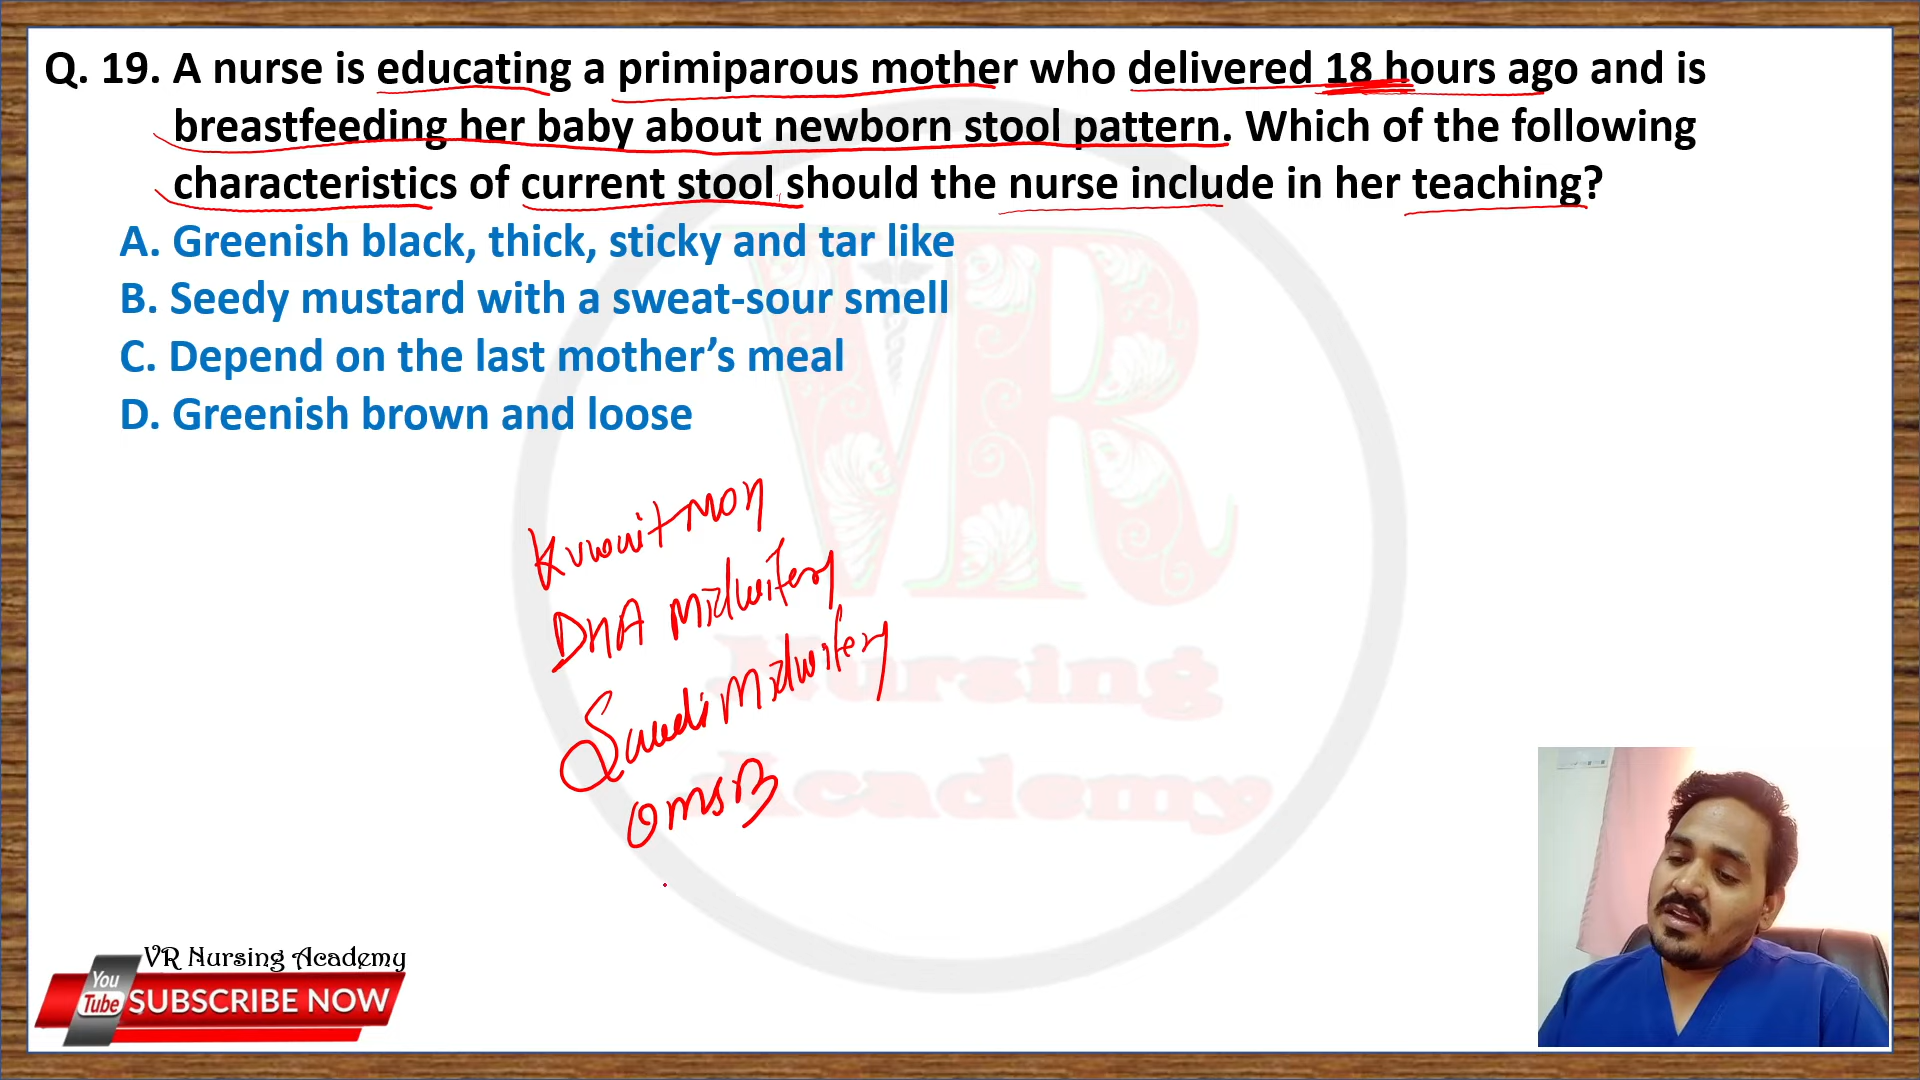 Q. 19. A nurse is educating a primiparous mother who delivered 18 hours ago and is
breastfeeding her baby about newborn stool pattern. Which of the following
characteristics of current stool should the nurse include in her teaching?
A. Greenish black, thick, sticky and tar like
B. Seedy mustard with a sweat-sour smell
C. Depend on the last mother's meal
D. Greenish brown and loose
VR
Kuwait MOH
DHA Midwifery
Nursing
Saudi Midwifery
Academy
OMSB
VR Nursing Academy
You
Tube SUBSCRIBE NOW